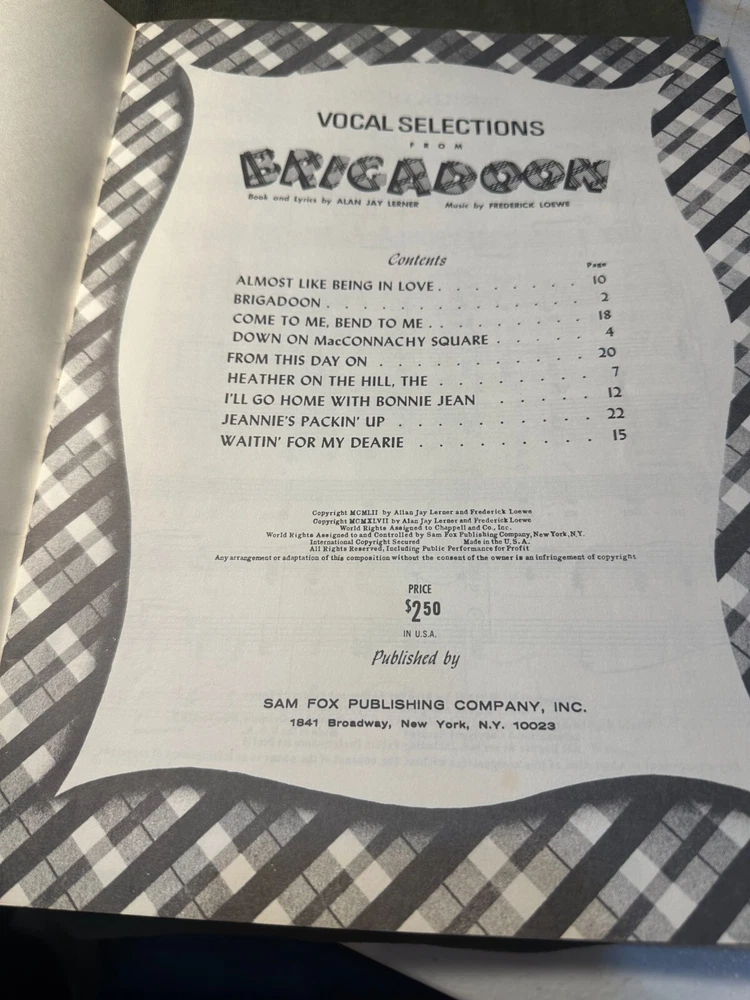 VOCAL SELECTIONS
FROM
BRIGADOON
Book and Lyrics by ALAN JAY LERNER Music by FREDERICK LOEWE
Contents
Page
ALMOST LIKE BEING IN LOVE . . . . . . . . 10
BRIGADOON . . . . . . . . . . . . . . 2
COME TO ME, BEND TO ME . . . . . . . . . 18
DOWN ON MacCONNACHY SQUARE . . . . . . 4
FROM THIS DAY ON . . . . . . . . . . . 20
HEATHER ON THE HILL, THE . . . . . . . . 7
I'LL GO HOME WITH BONNIE JEAN . . . . . . 12
JEANNIE'S PACKIN' UP . . . . . . . . . . 22
WAITIN' FOR MY DEARIE . . . . . . . . . 15
Copyright MCMLII by Allan Jay Lerner and Frederick Loewe
Copyright MCMXLVII by Alan Jay Lerner and Frederick Loewe
World Rights Assigned to Chappell and Co., Inc.
World Rights Assigned to and Controlled by Sam Fox Publishing Company, New York, N.Y.
International Copyright Secured Made in the U.S.A.
All Rights Reserved, Including Public Performance for Profit
Any arrangement or adaptation of this composition without the consent of the owner is an infringement of copyright
PRICE
$2.50
IN U.S.A.
Published by
SAM FOX PUBLISHING COMPANY, INC.
1841 Broadway, New York, N.Y. 10023